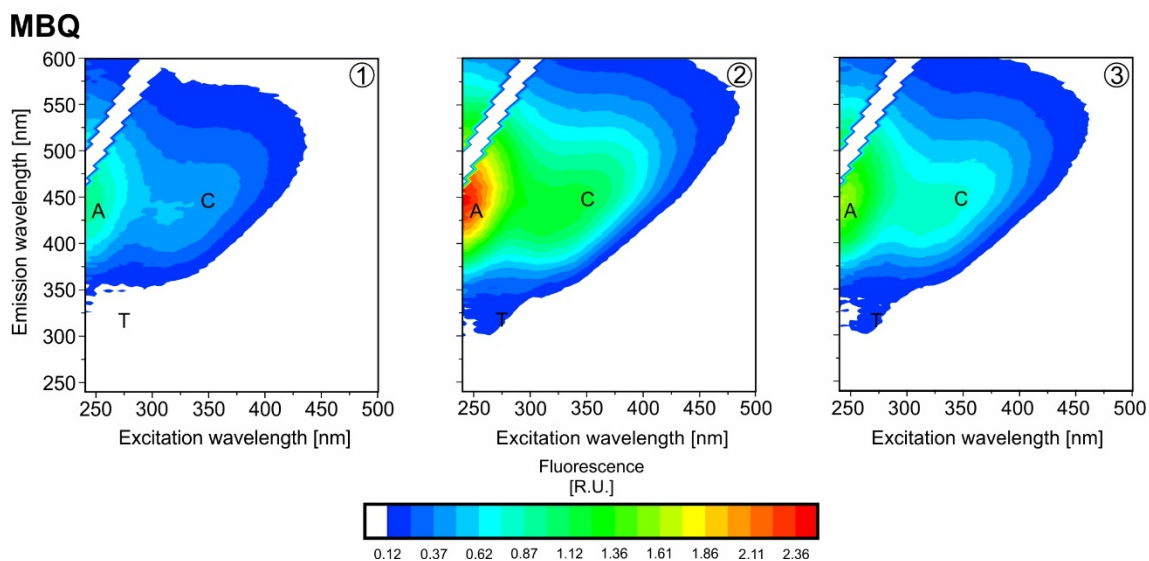 MBQ
① ② ③
600
550
500
450
400
350
300
250
Emission wavelength [nm]
A C T
A C T
A C T
250 300 350 400 450 500
250 300 350 400 450 500
250 300 350 400 450 500
Excitation wavelength [nm]
Excitation wavelength [nm]
Excitation wavelength [nm]
Fluorescence
[R.U.]
0.12 0.37 0.62 0.87 1.12 1.36 1.61 1.86 2.11 2.36